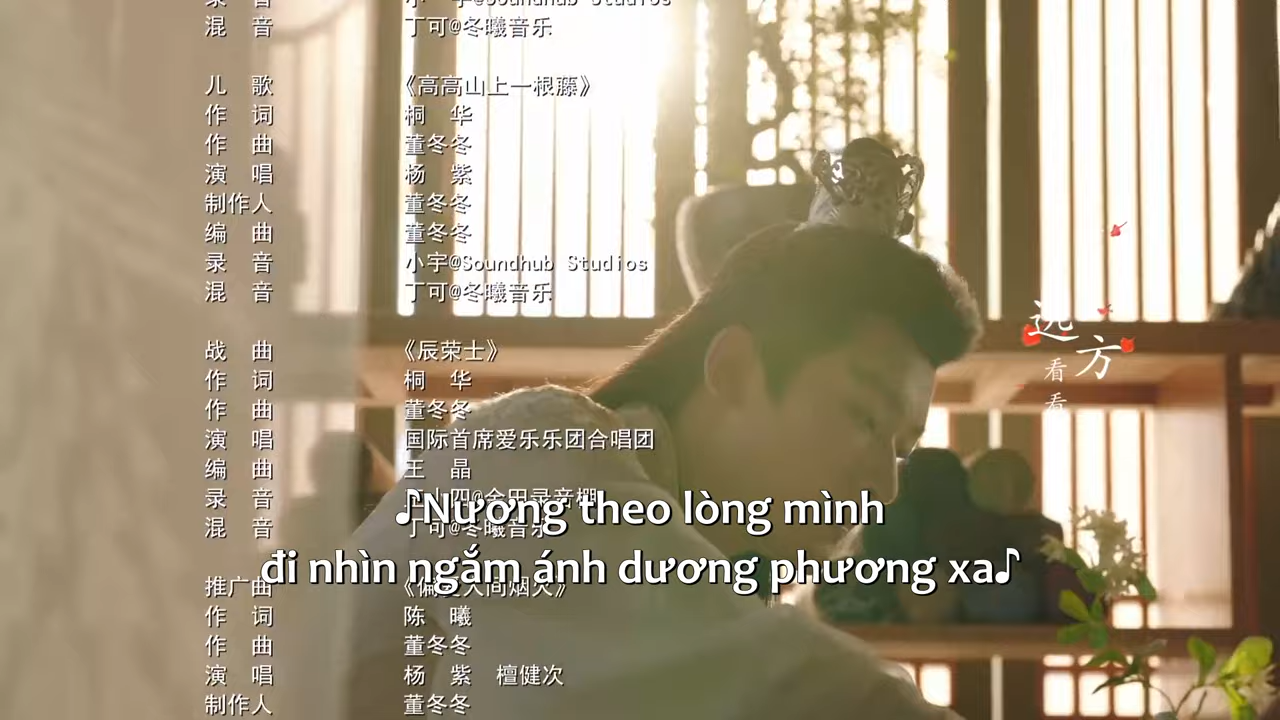 混 音 丁可@冬曦音乐
儿 歌 《高高山上一根藤》
作 词 桐 华
作 曲 董冬冬
演 唱 杨 紫
制作人 董冬冬
编 曲 董冬冬
录 音 小宇@Soundhub Studios
混 音 丁可@冬曦音乐
战 曲 《辰荣士》
作 词 桐 华
作 曲 董冬冬
演 唱 国际首席爱乐乐团合唱团
编 曲 王 晶
录 音
混 音 丁可@冬曦音乐
推广曲
作 词 陈 曦
作 曲 董冬冬
演 唱 杨 紫 檀健次
制作人 董冬冬
♪Nương theo lòng mình
đi nhìn ngắm ánh dương phương xa♪
远方
看看